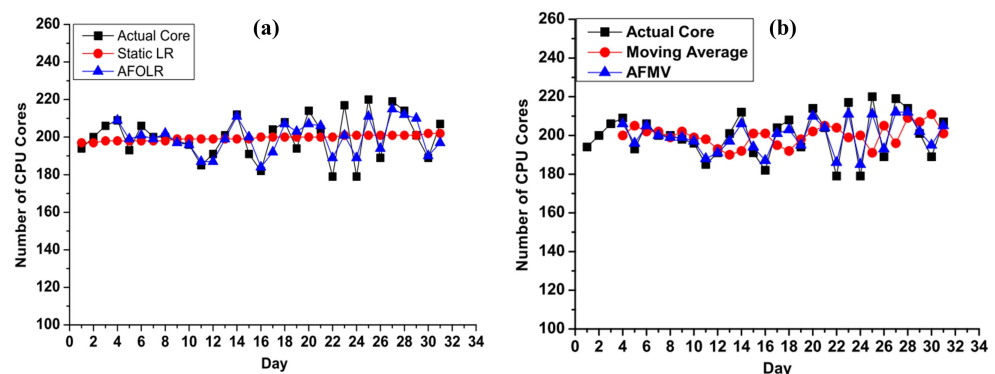 (a)
Actual Core
Static LR
AFOLR
Number of CPU Cores
260
240
220
200
180
160
140
120
100
0 2 4 6 8 10 12 14 16 18 20 22 24 26 28 30 32 34
Day
(b)
Actual Core
Moving Average
AFMV
Number of CPU Cores
260
240
220
200
180
160
140
120
100
0 2 4 6 8 10 12 14 16 18 20 22 24 26 28 30 32 34
Day